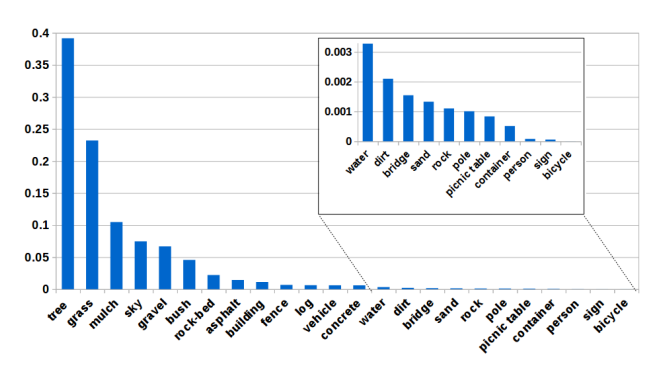 0.4
0.35
0.3
0.25
0.2
0.15
0.1
0.05
0
tree
grass
mulch
sky
gravel
bush
rock-bed
asphalt
building
fence
log
vehicle
concrete
water
dirt
bridge
sand
rock
pole
picnic table
container
person
sign
bicycle
0.003
0.002
0.001
0
water
dirt
bridge
sand
rock
pole
picnic table
container
person
sign
bicycle